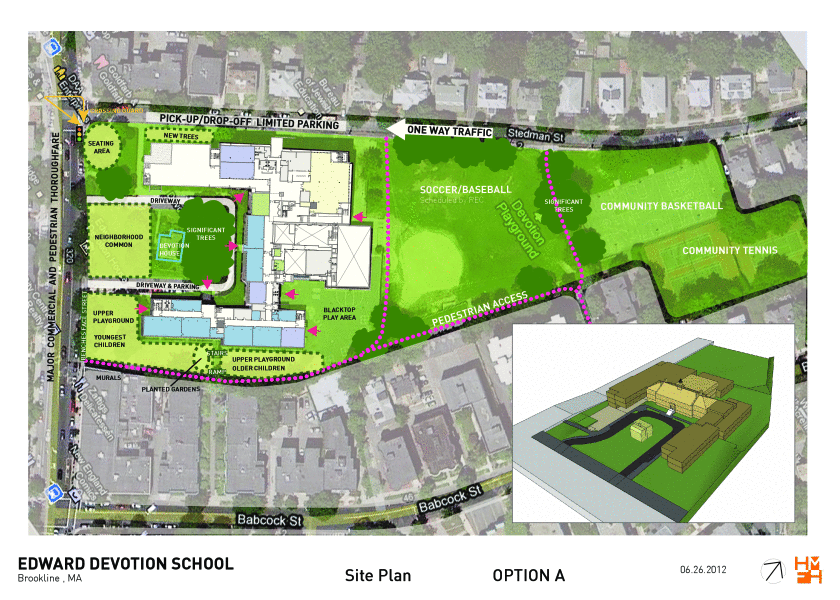 PICK-UP/DROP-OFF LIMITED PARKING
ONE WAY TRAFFIC
Stedman St
NEW TREES
SEATING
AREA
MAJOR COMMERCIAL AND PEDESTRIAN THOROUGHFARE
DRIVEWAY
NEIGHBORHOOD
COMMON
DEVOTION
HOUSE
SIGNIFICANT
TREES
DRIVEWAY & PARKING
UPPER
PLAYGROUND
YOUNGEST
CHILDREN
STAIRS
RAMP
UPPER PLAYGROUND
OLDER CHILDREN
MURALS
PLANTED GARDENS
BLACKTOP
PLAY AREA
SOCCER/BASEBALL
Scheduled by REC
Devotion
Playground
SIGNIFICANT
TREES
COMMUNITY BASKETBALL
COMMUNITY TENNIS
PEDESTRIAN ACCESS
Babcock St
46
Babcock St
EDWARD DEVOTION SCHOOL
Brookline , MA
Site Plan
OPTION A
06.26.2012